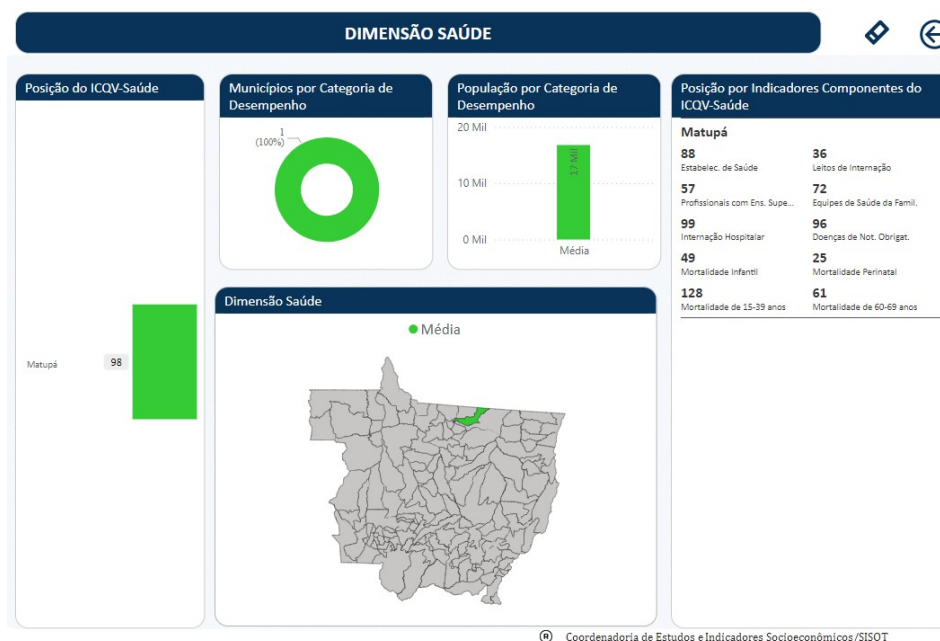 DIMENSÃO SAÚDE
Posição do ICQV-Saúde
Matupá
98
Municípios por Categoria de
Desempenho
1
(100%)
População por Categoria de
Desempenho
20 Mil
10 Mil
0 Mil
17 Mil
Média
Dimensão Saúde
Média
Posição por Indicadores Componentes do
ICQV-Saúde
Matupá
88 36
Estabelec. de Saúde Leitos de Internação
57 72
Profissionais com Ens. Supe... Equipes de Saúde da Famil.
99 96
Internação Hospitalar Doenças de Not. Obrigat.
49 25
Mortalidade Infantil Mortalidade Perinatal
128 61
Mortalidade de 15-39 anos Mortalidade de 60-69 anos
® Coordenadoria de Estudos e Indicadores Socioeconômicos/SISOT